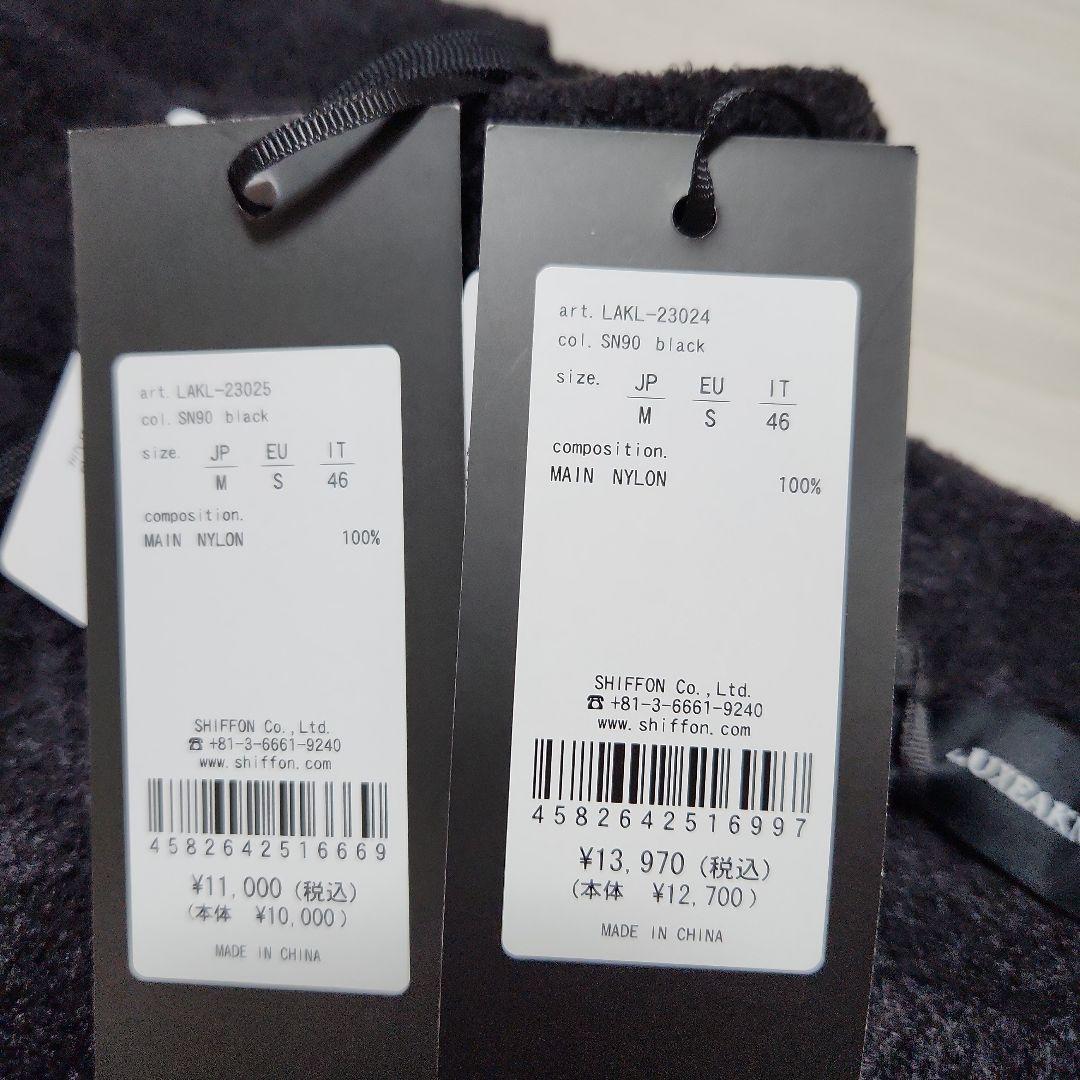 art. LAKL-23025
col. SN90 black
size. JP EU IT
M S 46
composition.
MAIN NYLON 100%
SHIFFON Co.,Ltd.
☎ +81-3-6661-9240
www.shiffon.com
4582642516669
¥11,000 (税込)
(本体 ¥10,000)
MADE IN CHINA
art. LAKL-23024
col. SN90 black
size. JP EU IT
M S 46
composition.
MAIN NYLON 100%
SHIFFON Co.,Ltd.
☎ +81-3-6661-9240
www.shiffon.com
4582642516997
¥13,970 (税込)
(本体 ¥12,700)
MADE IN CHINA